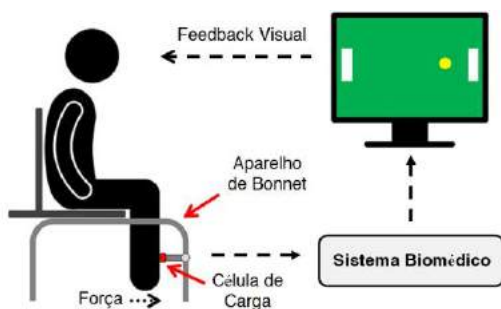 Feedback Visual
Aparelho
de Bonnet
Sistema Biomédico
Célula de
Carga
Força